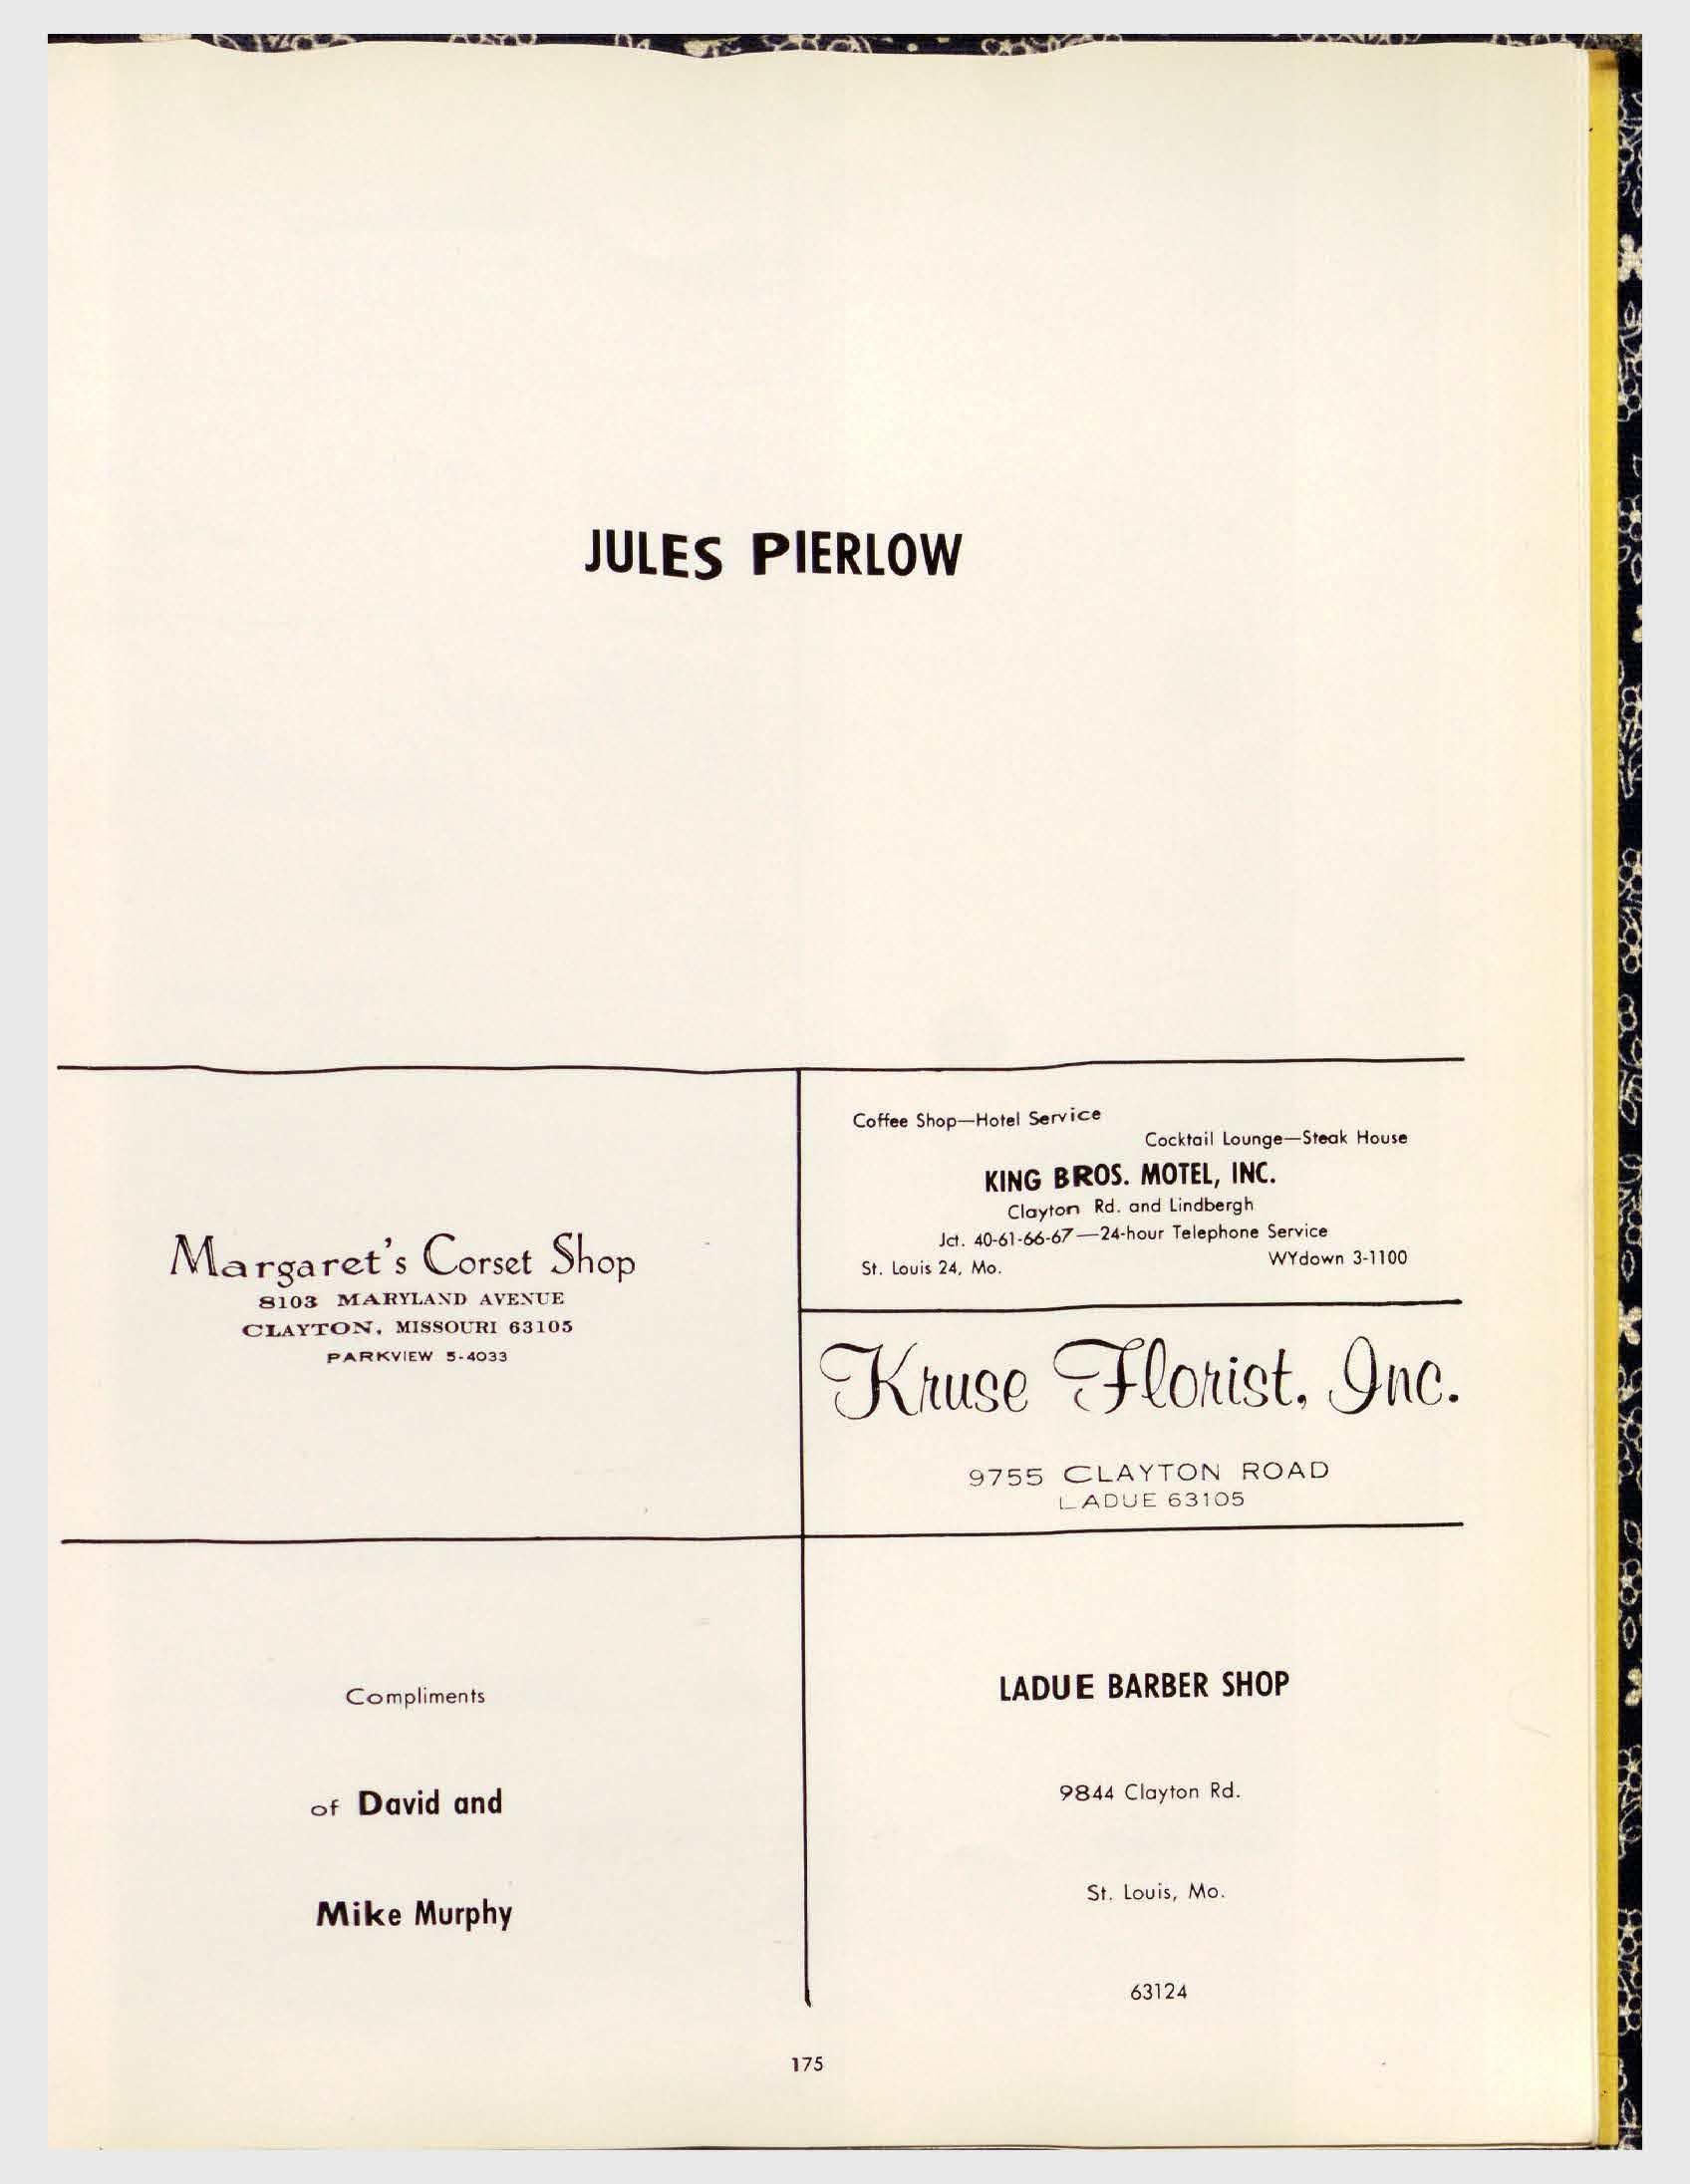 JULES PIERLOW
Margaret's Corset Shop
8103 MARYLAND AVENUE
CLAYTON, MISSOURI 63105
PARKVIEW 5-4033
Coffee Shop—Hotel Service
Cocktail Lounge—Steak House
KING BROS. MOTEL, INC.
Clayton Rd. and Lindbergh
Jct. 40-61-66-67—24-hour Telephone Service
St. Louis 24, Mo. WYdown 3-1100
Kruse Florist, Inc.
9755 CLAYTON ROAD
LADUE 63105
Compliments
of David and
Mike Murphy
LADUE BARBER SHOP
9844 Clayton Rd.
St. Louis, Mo.
63124
175